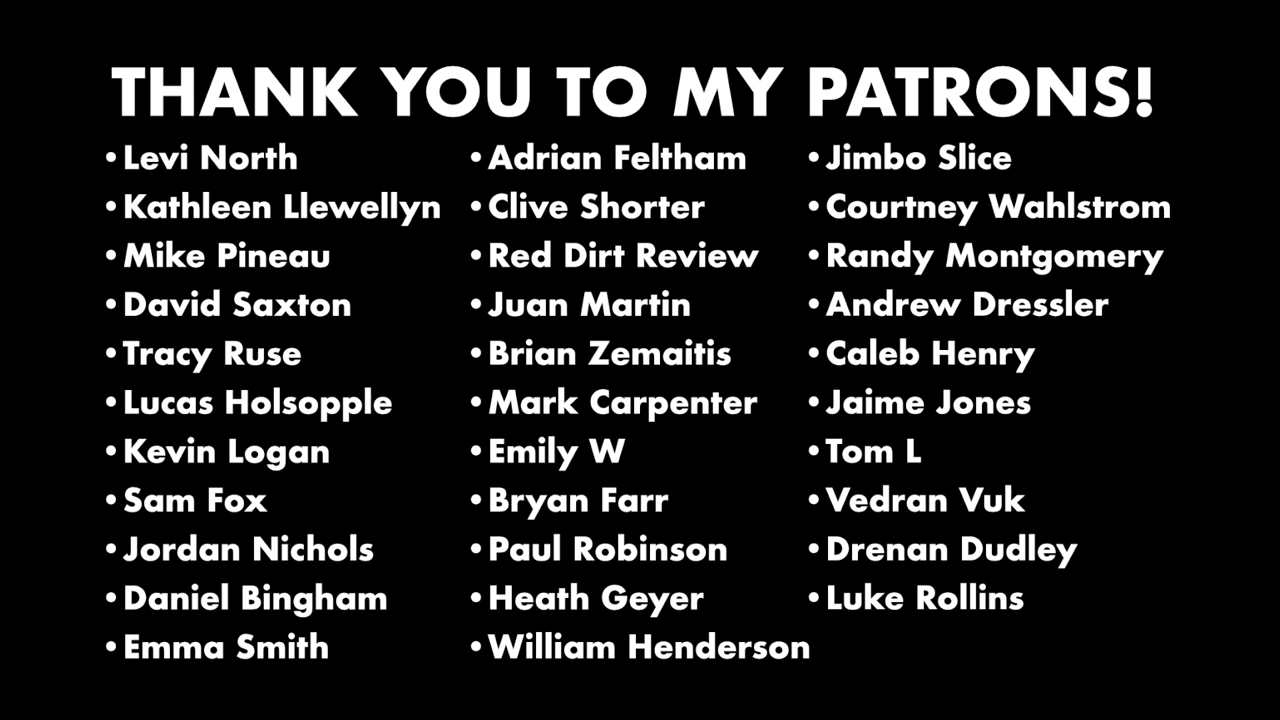 THANK YOU TO MY PATRONS!
•Levi North
•Kathleen Llewellyn
•Mike Pineau
•David Saxton
•Tracy Ruse
•Lucas Holsopple
•Kevin Logan
•Sam Fox
•Jordan Nichols
•Daniel Bingham
•Emma Smith
•Adrian Feltham
•Clive Shorter
•Red Dirt Review
•Juan Martin
•Brian Zemaitis
•Mark Carpenter
•Emily W
•Bryan Farr
•Paul Robinson
•Heath Geyer
•William Henderson
•Jimbo Slice
•Courtney Wahlstrom
•Randy Montgomery
•Andrew Dressler
•Caleb Henry
•Jaime Jones
•Tom L
•Vedran Vuk
•Drenan Dudley
•Luke Rollins